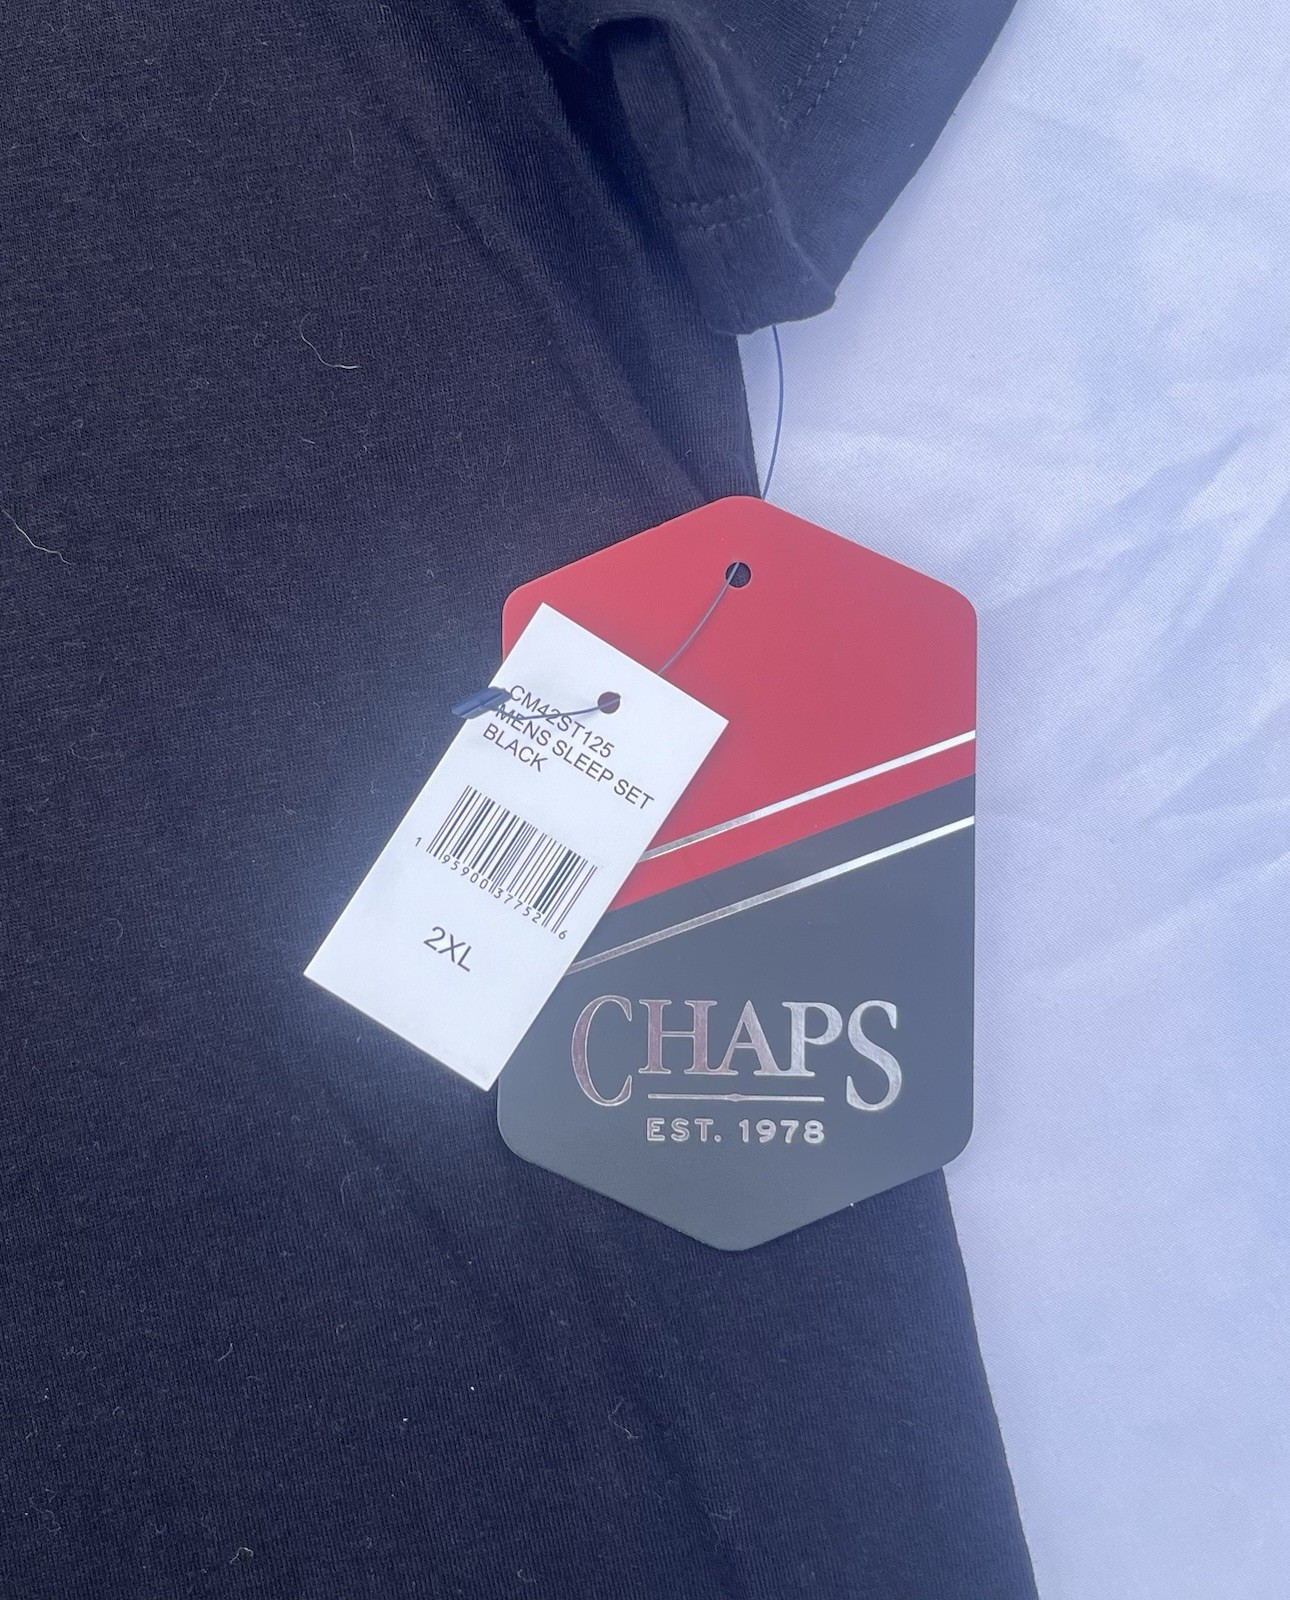 CM42ST125
MENS SLEEP SET
BLACK
1 95900 37752 6
2XL
CHAPS
EST. 1978